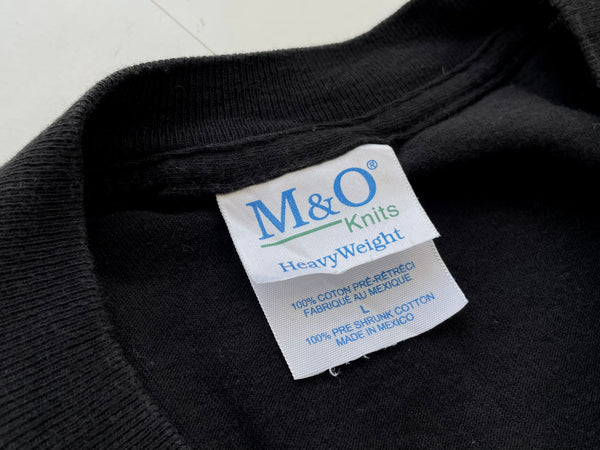 M&O®
Knits
HeavyWeight
100% COTON PRÉ-RÉTRÉCI
FABRIQUÉ AU MEXIQUE
L
100% PRE SHRUNK COTTON
MADE IN MEXICO